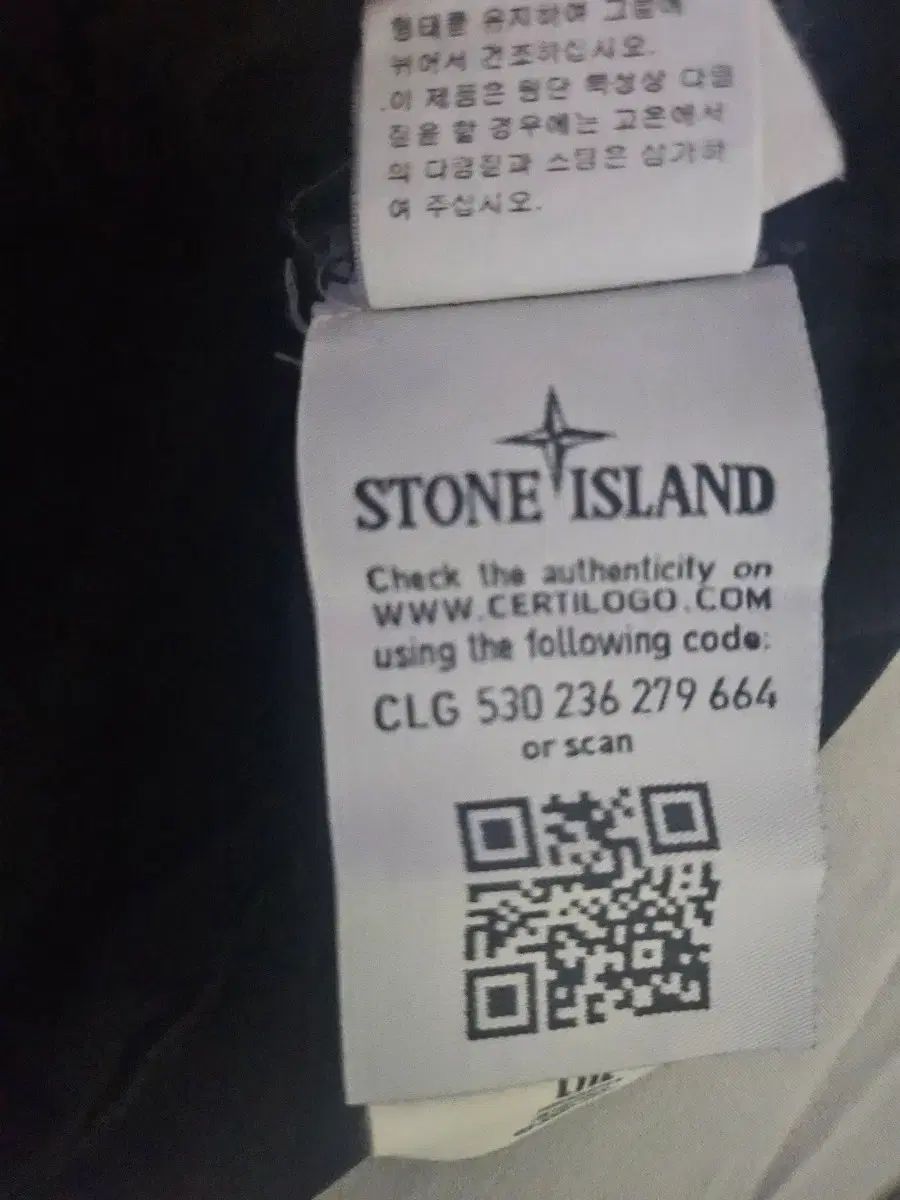 형태를 유지하여 그늘에
뉘어서 건조하십시오.
.이 제품은 원단 특성상 다림
질을 할 경우에는 고온에서
의 다림질과 스팀은 삼가하
여 주십시오.
STONE ISLAND
Check the authenticity on
WWW.CERTILOGO.COM
using the following code:
CLG 530 236 279 664
or scan